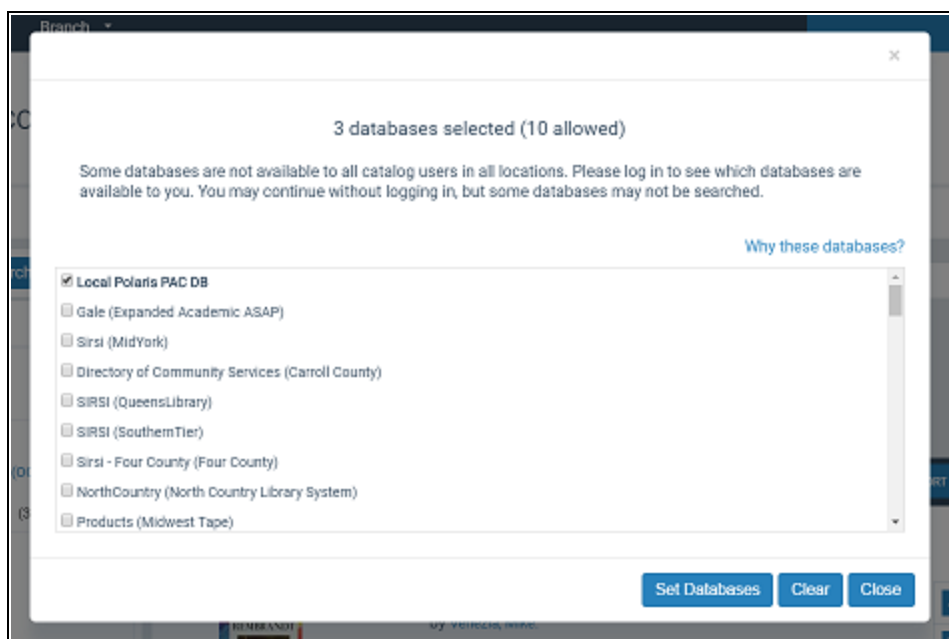 Branch
×
3 databases selected (10 allowed)
Some databases are not available to all catalog users in all locations. Please log in to see which databases are
available to you. You may continue without logging in, but some databases may not be searched.
Why these databases?
Local Polaris PAC DB
Gale (Expanded Academic ASAP)
Sirsi (MidYork)
Directory of Community Services (Carroll County)
SIRSI (QueensLibrary)
SIRSI (SouthernTier)
Sirsi - Four County (Four County)
NorthCountry (North Country Library System)
Products (Midwest Tape)
Set Databases Clear Close
REMBRANDT
by Venezia, Mike.